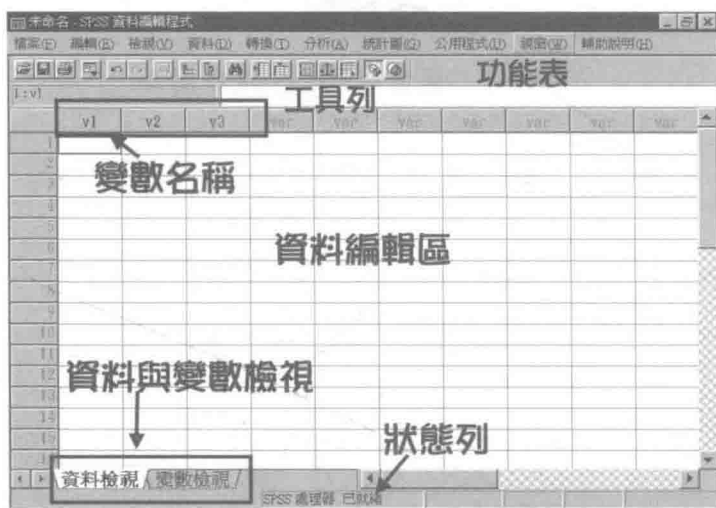 未命名 - SPSS 資料編輯程式
檔案(F) 編輯(E) 檢視(V) 資料(D) 轉換(T) 分析(A) 統計圖(G) 公用程式(U) 視窗(W) 輔助說明(H)
功能表
1:v1
工具列
v1 v2 v3 var var var var var var var
變數名稱
資料編輯區
1
2
3
4
5
6
7
8
9
10
11
12
13
14
15
資料與變數檢視
狀態列
資料檢視 變數檢視
SPSS 處理器 已就緒